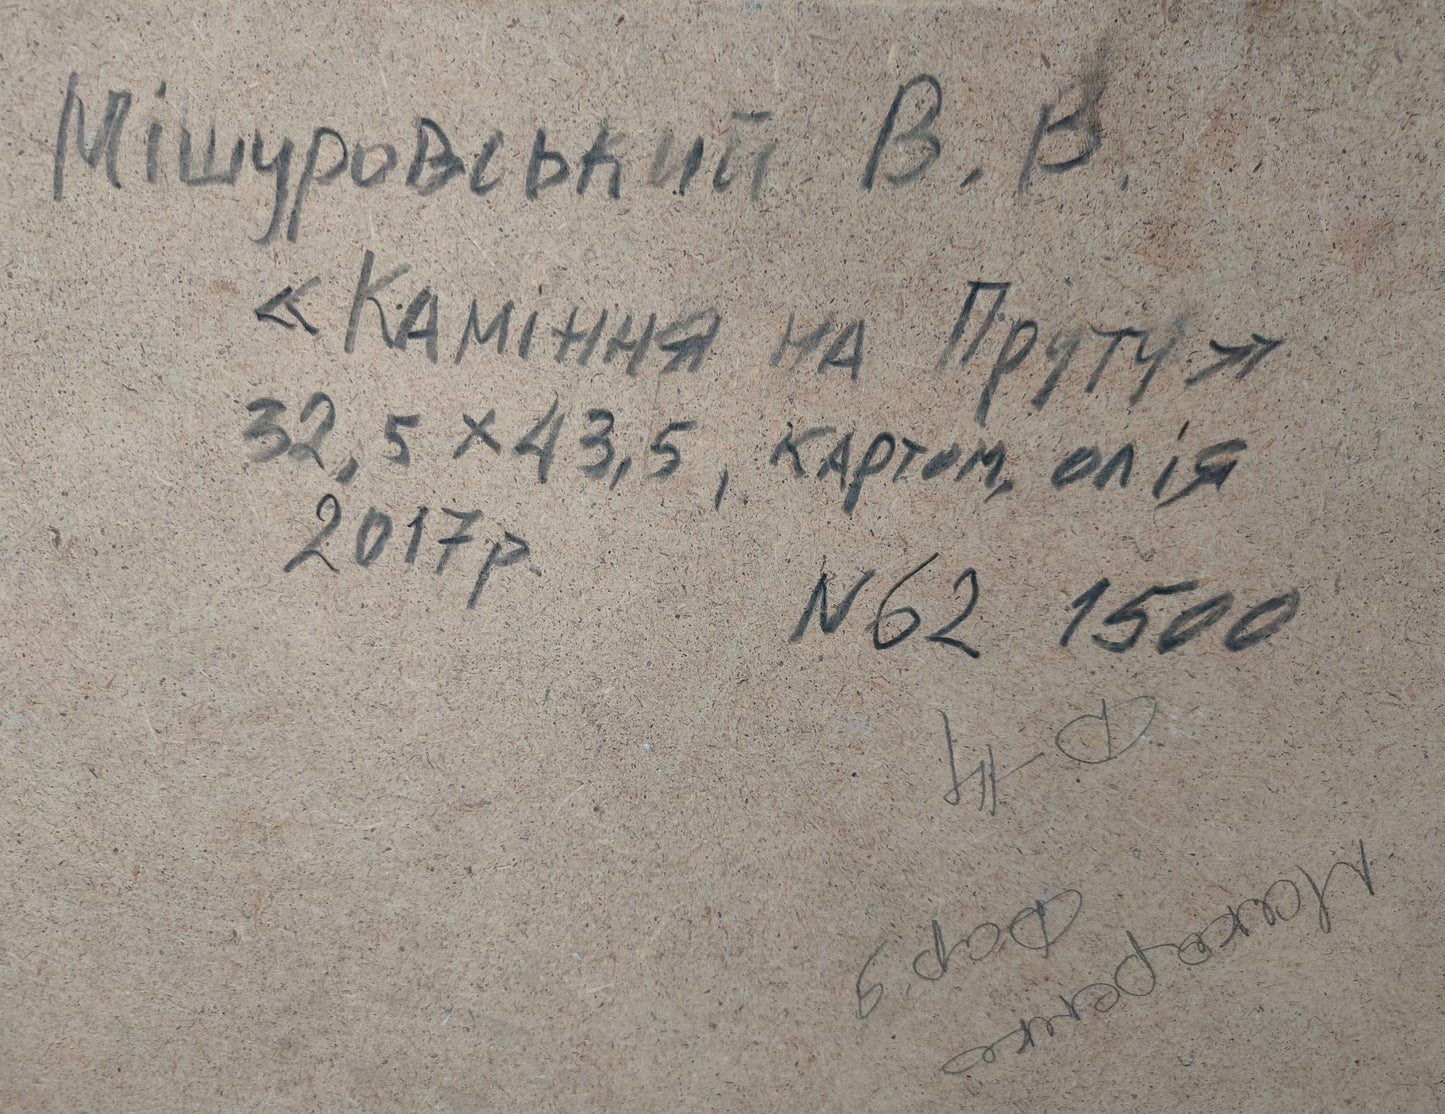 Мішуровський В. В.
«Каміння на Пруту»
32,5 × 43,5, картон, олія
2017р
N62 1500